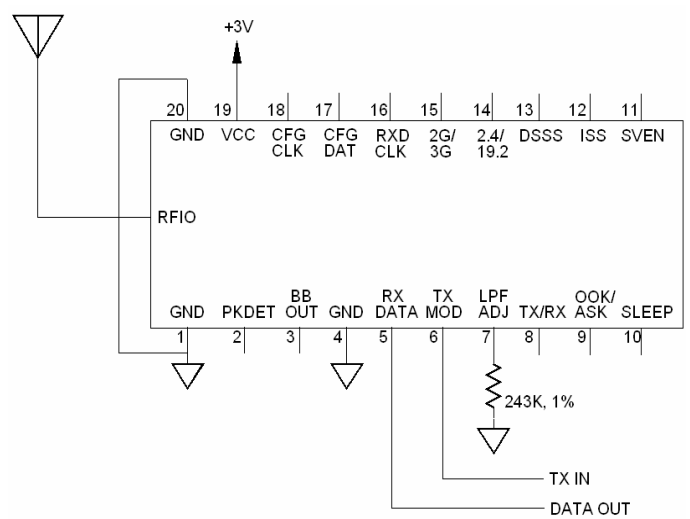 +3V
20 19 18 17 16 15 14 13 12 11
GND VCC CFG CLK CFG DAT RXD CLK 2G/ 3G 2.4/ 19.2 DSSS ISS SVEN
RFIO
GND PKDET BB OUT GND RX DATA TX MOD LPF ADJ TX/RX OOK/ ASK SLEEP
1 2 3 4 5 6 7 8 9 10
243K, 1%
TX IN
DATA OUT